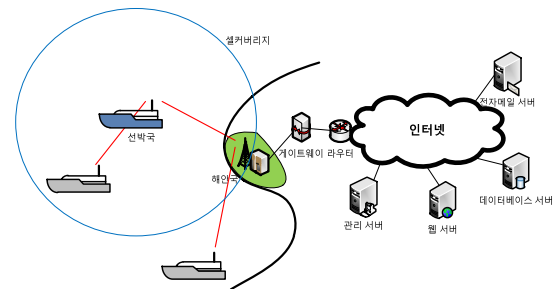 셀커버리지
전자메일 서버
인터넷
선박국
게이트웨이 라우터
해안국
데이터베이스 서버
관리 서버
웹 서버